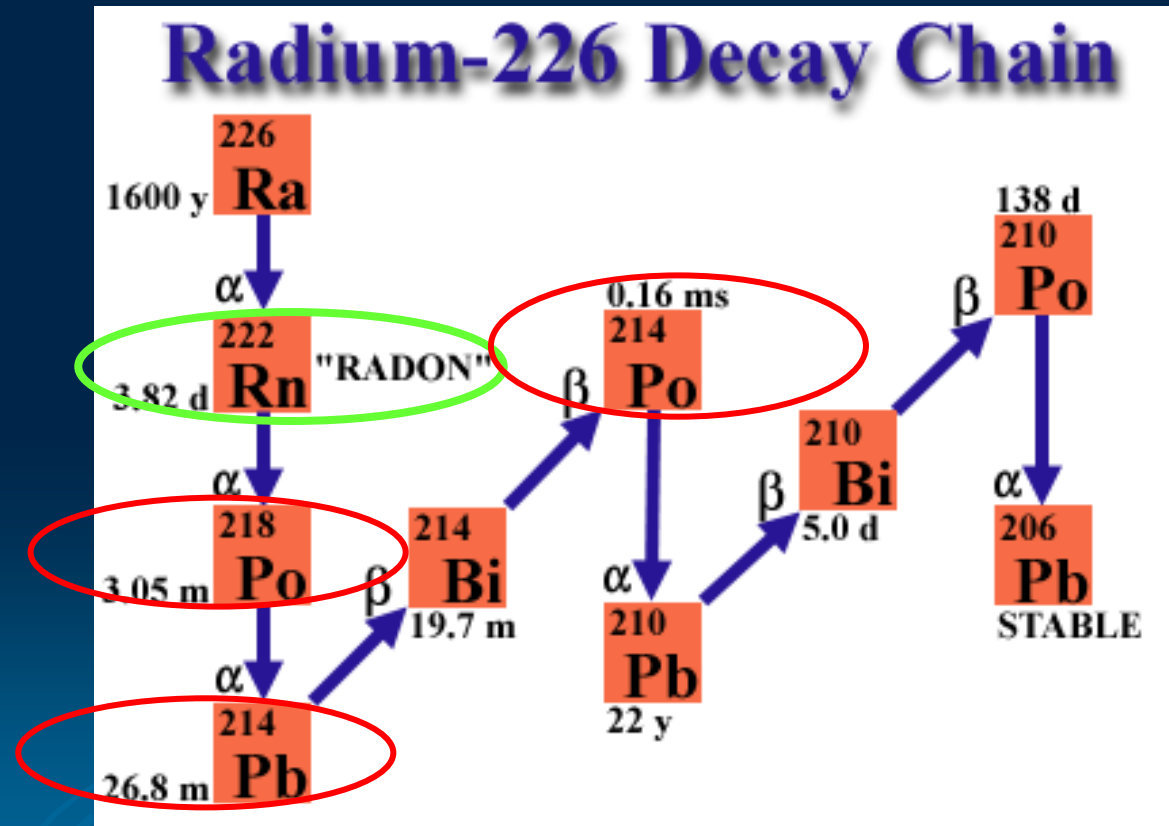 Radium-226 Decay Chain
226
Ra
1600 y
α
222
Rn
"RADON"
3.82 d
α
218
Po
3.05 m
α
214
Pb
26.8 m
β
214
Bi
19.7 m
β
0.16 ms
214
Po
α
210
Pb
22 y
β
210
Bi
5.0 d
β
138 d
210
Po
α
206
Pb
STABLE